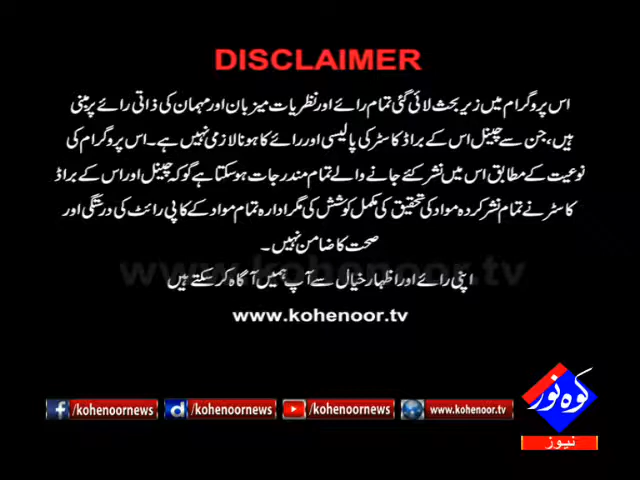 DISCLAIMER
اس پروگرام میں زیر بحث لائی گئی تمام رائے اور نظریات میزبان اور مہمان کی ذاتی رائے پر مبنی
ہیں، جن سے چینل اس کے براڈ کاسٹر کی پالیسی اور رائے کا ہونا لازمی نہیں ہے۔ اس پروگرام کی
نوعیت کے مطابق اس میں نشر کئے جانے والے تمام مندرجات ہو سکتا ہے گو کہ چینل اور اس کے براڈ
کاسٹر نے تمام نشر کردہ مواد کی تحقیق کی مکمل کوشش کی مگر ادارہ تمام مواد کے کاپی رائٹ کی درستگی اور
صحت کا ضامن نہیں۔
www.kohenoor.tv
اپنی رائے اور اظہار خیال سے آپ ہمیں آگاہ کر سکتے ہیں
www.kohenoor.tv
/kohenoornews
/kohenoornews
/kohenoornews
www.kohenoor.tv
کوہ نور
نیوز